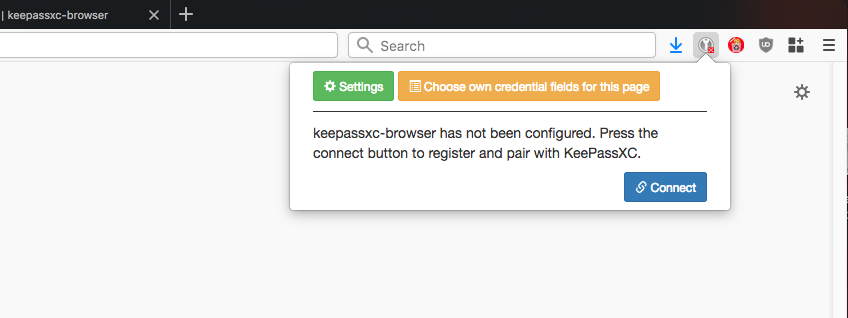 | keepassxc-browser
Search
Settings
Choose own credential fields for this page
keepassxc-browser has not been configured. Press the
connect button to register and pair with KeePassXC.
Connect